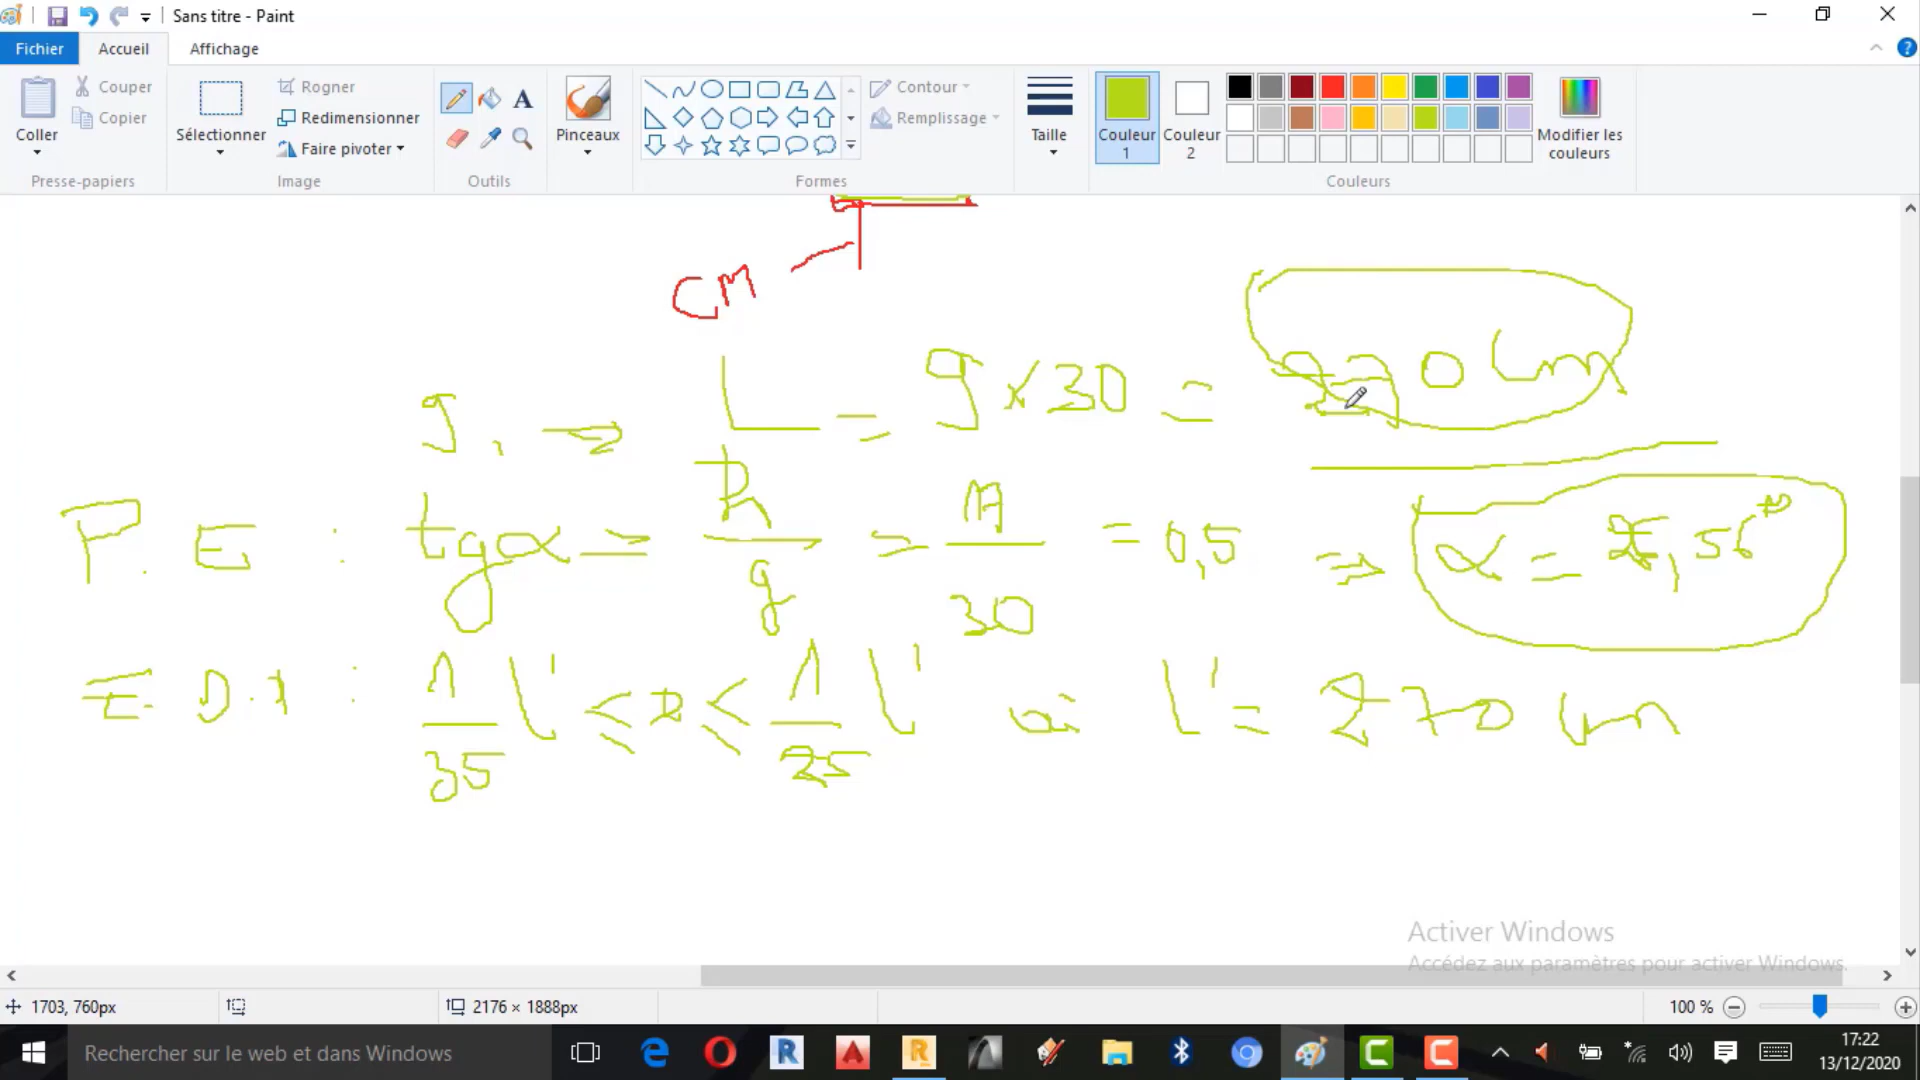 Sans titre - Paint
Fichier Accueil Affichage
Coller
Couper
Copier
Presse-papiers
Sélectionner
Rogner
Redimensionner
Faire pivoter
Image
A
Outils
Pinceaux
Contour
Remplissage
Formes
Taille
Couleur 1
Couleur 2
Modifier les couleurs
Couleurs
CM
L = 9 × 30 = 270 cm
P.E : tgα = h / g = / 30 = 0,5 ⇒ α = ,56°
E.D.1 : 1/35 l' ≤ e ≤ 1/25 l' où l' = 270 cm
Activer Windows
Accédez aux paramètres pour activer Windows.
1703, 760px
2176 × 1888px
100 %
Rechercher sur le web et dans Windows
17:22
13/12/2020